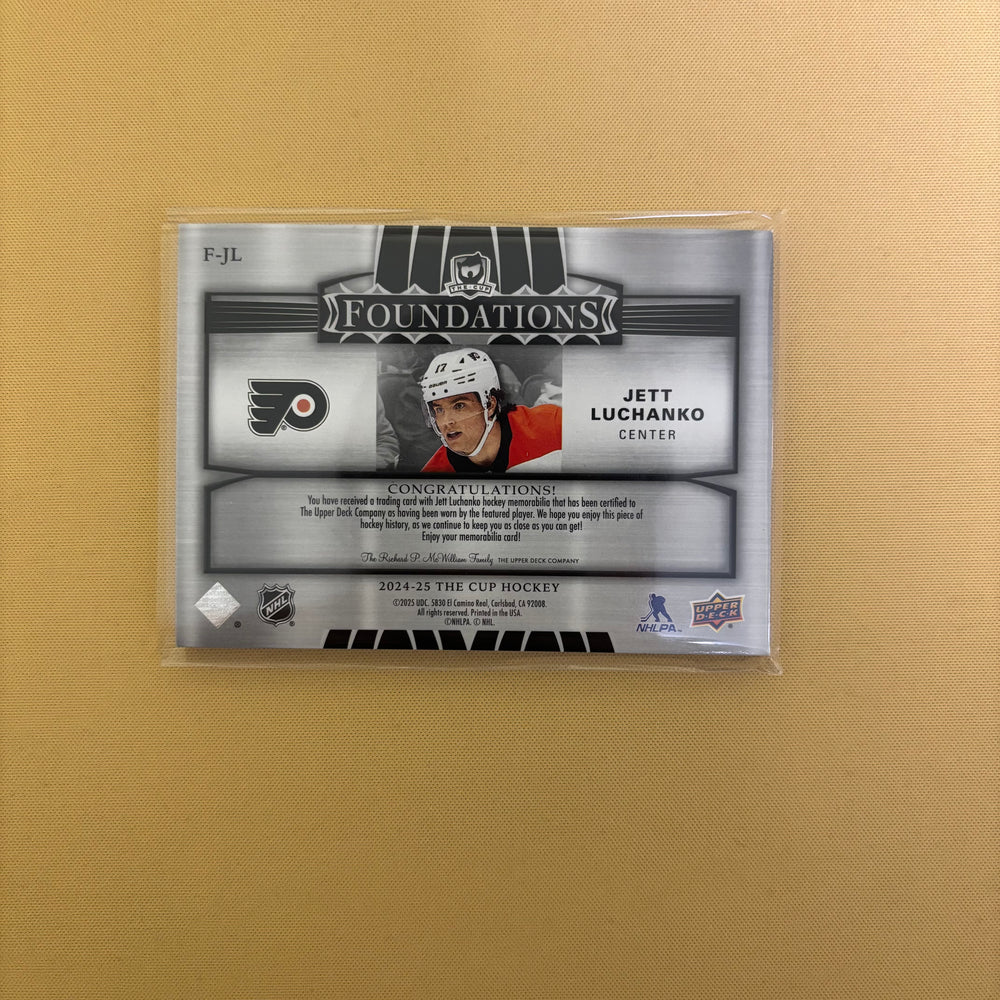 F-JL
THE·CUP
FOUNDATIONS
17
BAUER
JETT
LUCHANKO
CENTER
CONGRATULATIONS!
You have received a trading card with Jett Luchanko hockey memorabilia that has been certified to
The Upper Deck Company as having been worn by the featured player. We hope you enjoy this piece of
hockey history, as we continue to keep you as close as you can get!
Enjoy your memorabilia card!
The Richard P. McWilliam Family THE UPPER DECK COMPANY
2024-25 THE CUP HOCKEY
©2025 UDC. 5830 El Camino Real, Carlsbad, CA 92008.
All rights reserved. Printed in the USA.
©NHLPA. © NHL.
NHL
NHLPA™
UPPER
D·E·C·K